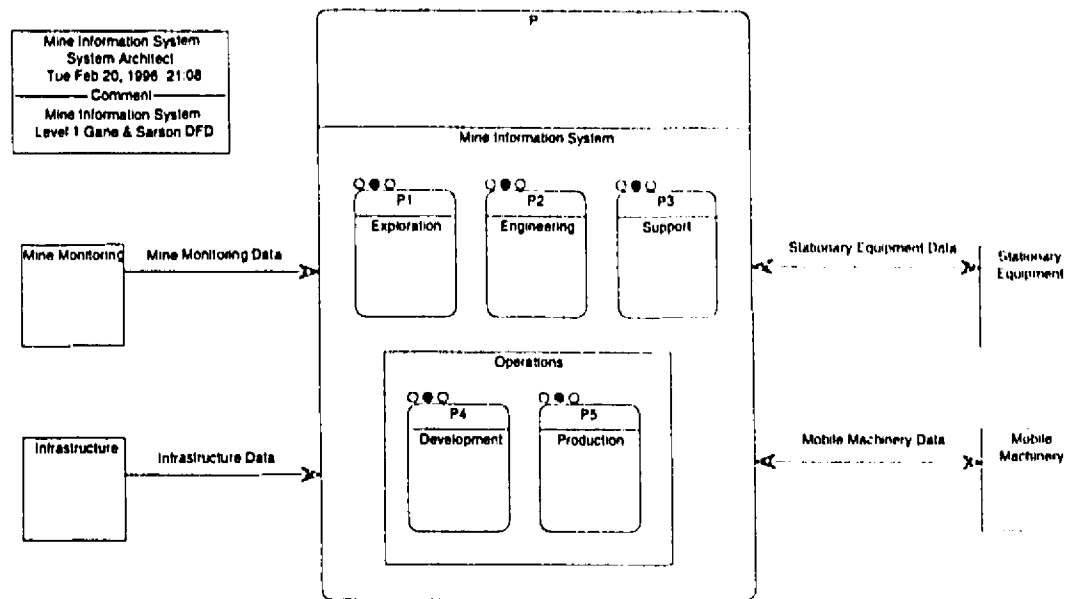 Mine Information System
System Architect
Tue Feb 20, 1996 21:08
Comment
Mine Information System
Level 1 Gane & Sarson DFD
P
Mine Information System
P1
Exploration
P2
Engineering
P3
Support
Mine Monitoring
Mine Monitoring Data
Stationary Equipment Data
Stationary
Equipment
Operations
P4
Development
P5
Production
Infrastructure
Infrastructure Data
Mobile Machinery Data
Mobile
Machinery